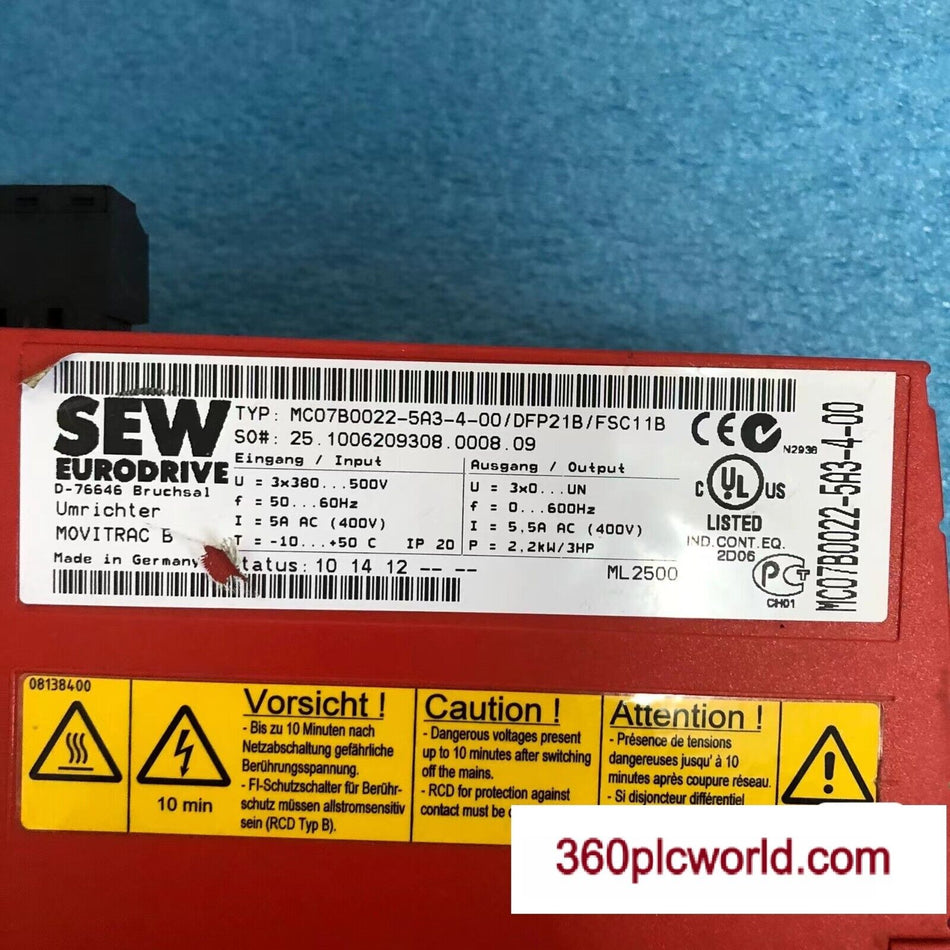 SEW
EURODRIVE
D-76646 Bruchsal
Umrichter
MOVITRAC B
Made in Germany
TYP: MC07B0022-5A3-4-00/DFP21B/FSC11B
SO#: 25.1006209308.0008.09
Eingang / Input
U = 3x380...500V
f = 50...60Hz
I = 5A AC (400V)
T = -10...+50 C IP 20
Ausgang / Output
U = 3x0...UN
f = 0...600Hz
I = 5,5A AC (400V)
P = 2,2kW/3HP
tatus: 10 14 12 -- --
ML2500
CE
N2936
C UL US
LISTED
IND.CONT.EQ.
2D06
CH01
MC07B0022-5A3-4-00
08138400
10 min
Vorsicht !
- Bis zu 10 Minuten nach
Netzabschaltung gefährliche
Berührungsspannung.
- FI-Schutzschalter für Berühr-
schutz müssen allstromsensitiv
sein (RCD Typ B).
Caution !
- Dangerous voltages present
up to 10 minutes after switching
off the mains.
- RCD for protection against
contact must be
Attention !
- Présence de tensions
dangereuses jusqu' à 10
minutes après coupure réseau.
- Si disjoncteur différentiel
360plcworld.com